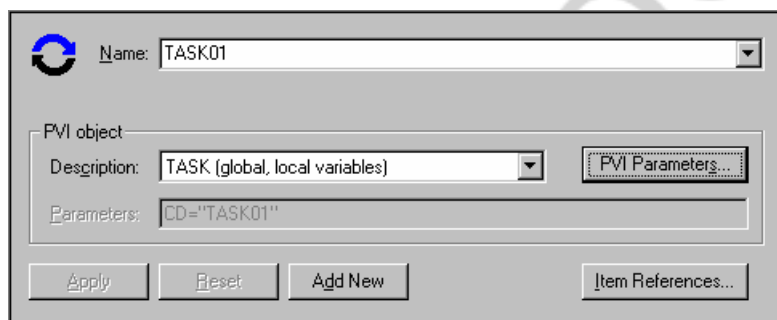 Name: TASK01
PVI object
Description: TASK (global, local variables) PVI Parameters...
Parameters: CD="TASK01"
Apply Reset Add New Item References...